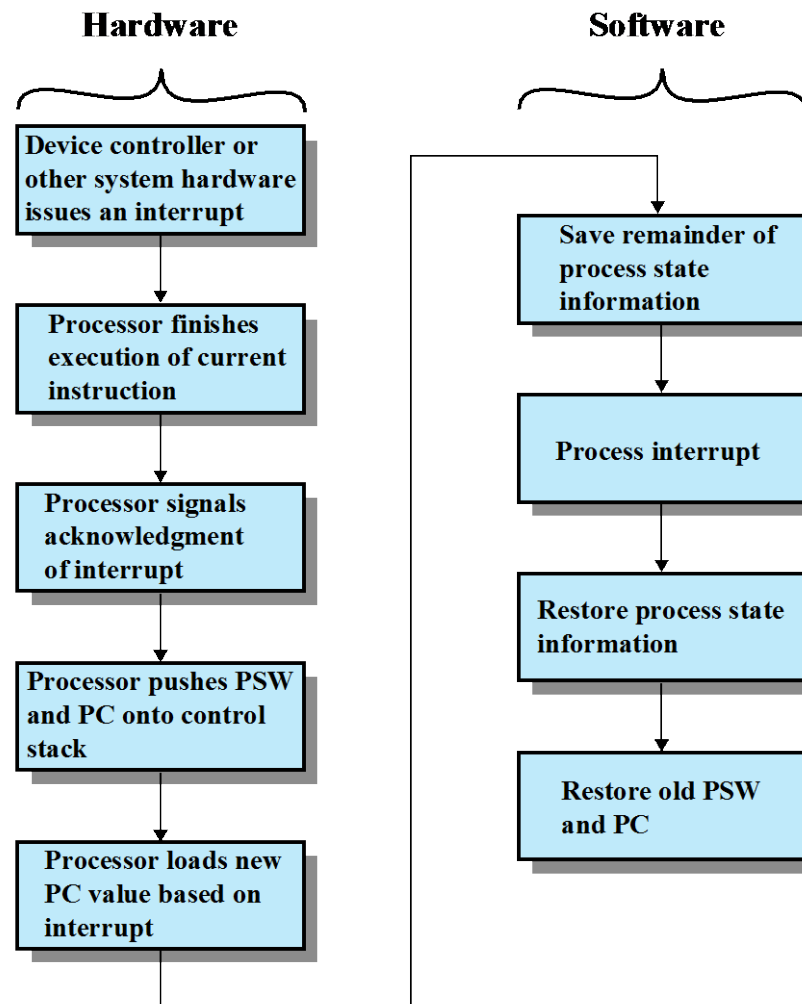 Hardware
Device controller or
other system hardware
issues an interrupt
Processor finishes
execution of current
instruction
Processor signals
acknowledgment
of interrupt
Processor pushes PSW
and PC onto control
stack
Processor loads new
PC value based on
interrupt
Software
Save remainder of
process state
information
Process interrupt
Restore process state
information
Restore old PSW
and PC